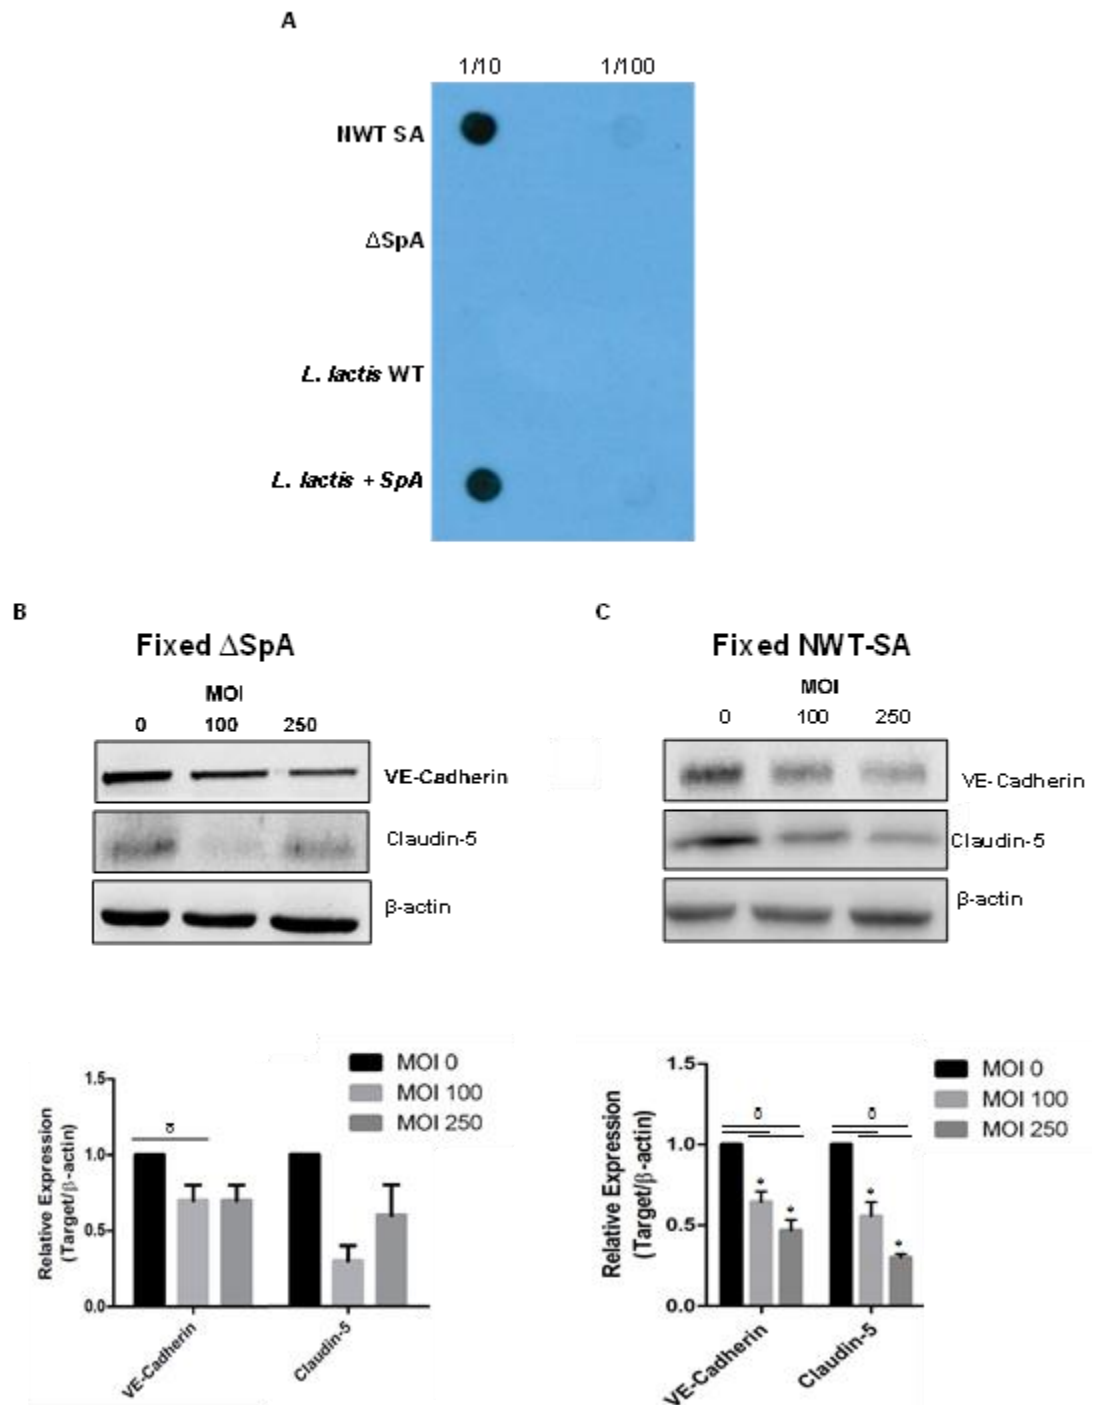 A
1/10 1/100
NWT SA
ΔSpA
L. lactis WT
L. lactis + SpA
B
Fixed ΔSpA
MOI
0 100 250
VE-Cadherin
Claudin-5
β-actin
MOI 0
MOI 100
MOI 250
Relative Expression
(Target/β-actin)
1.5
1.0
0.5
0.0
VE-Cadherin
Claudin-5
C
Fixed NWT-SA
MOI
0 100 250
VE-Cadherin
Claudin-5
β-actin
MOI 0
MOI 100
MOI 250
Relative Expression
(Target/β-actin)
1.5
1.0
0.5
0.0
* * * *
VE-Cadherin
Claudin-5